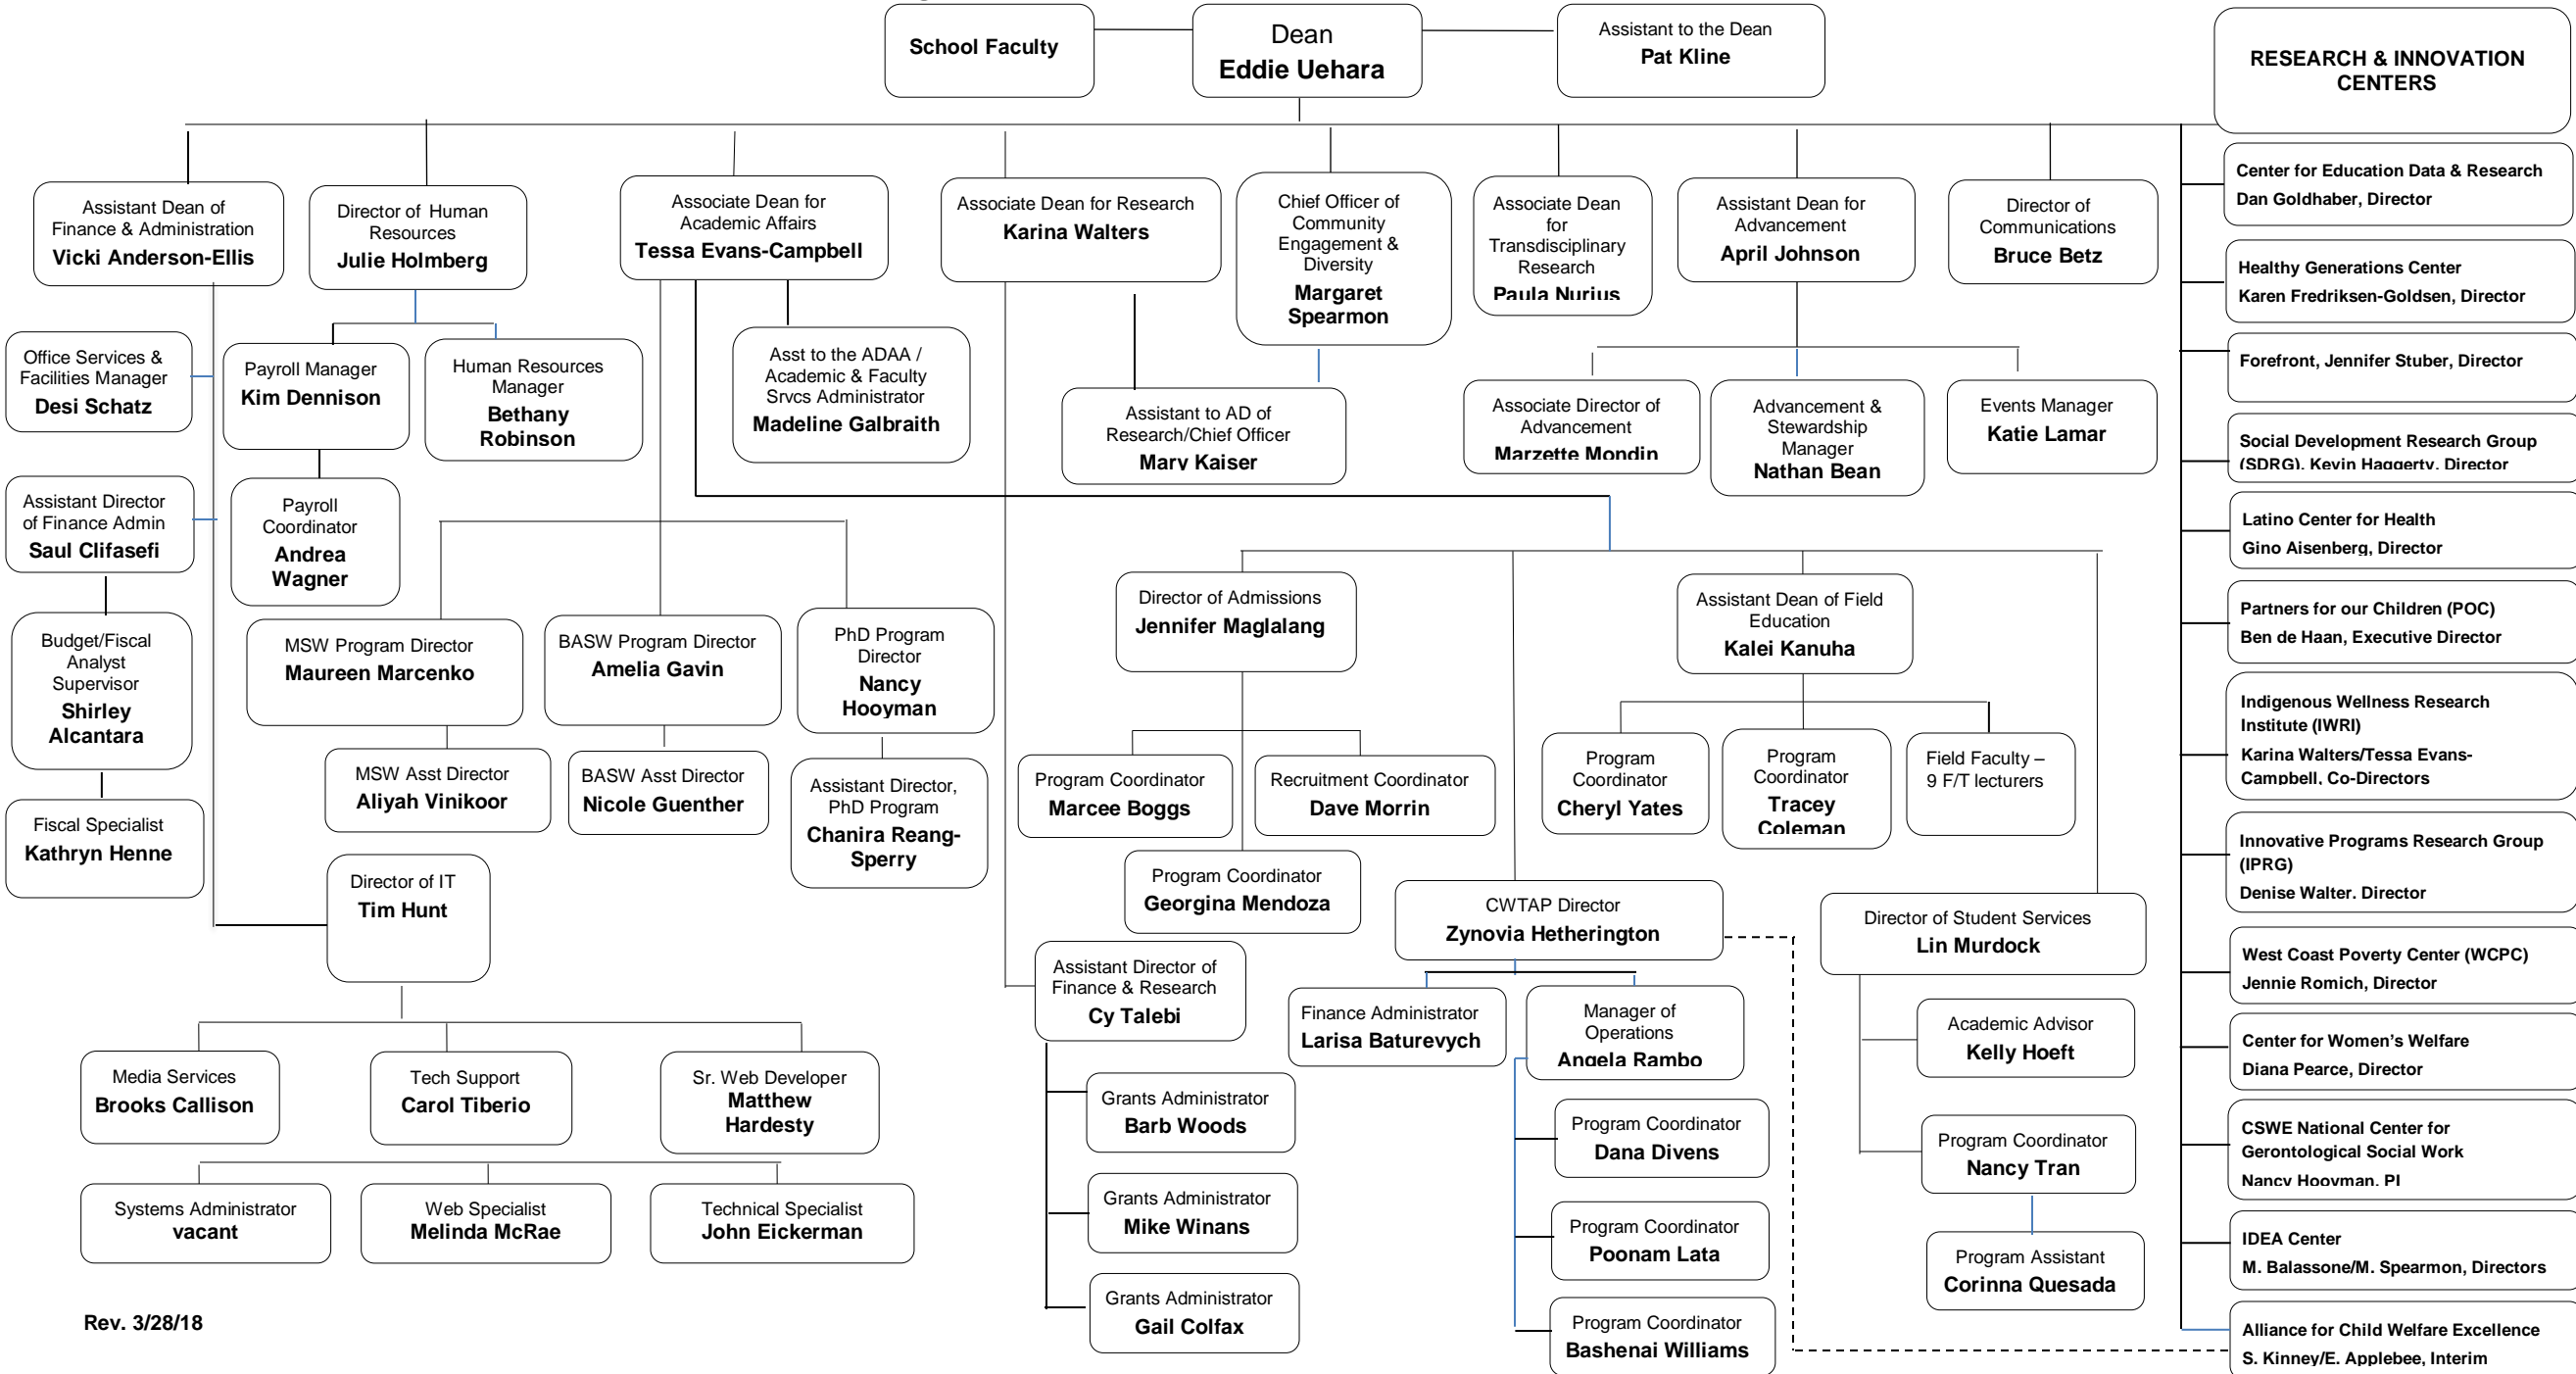 School Faculty
Dean
Eddie Uehara
Assistant to the Dean
Pat Kline
RESEARCH & INNOVATION
CENTERS
Assistant Dean of
Finance & Administration
Vicki Anderson-Ellis
Director of Human
Resources
Julie Holmberg
Associate Dean for
Academic Affairs
Tessa Evans-Campbell
Associate Dean for Research
Karina Walters
Chief Officer of
Community
Engagement &
Diversity
Margaret
Spearmon
Associate Dean
for
Transdisciplinary
Research
Paula Nurius
Assistant Dean for
Advancement
April Johnson
Director of
Communications
Bruce Betz
Office Services &
Facilities Manager
Desi Schatz
Payroll Manager
Kim Dennison
Human Resources
Manager
Bethany
Robinson
Asst to the ADAA /
Academic & Faculty
Srvcs Administrator
Madeline Galbraith
Assistant to AD of
Research/Chief Officer
Mary Kaiser
Associate Director of
Advancement
Marzette Mondin
Advancement &
Stewardship
Manager
Nathan Bean
Events Manager
Katie Lamar
Assistant Director
of Finance Admin
Saul Clifasefi
Payroll
Coordinator
Andrea
Wagner
Budget/Fiscal
Analyst
Supervisor
Shirley
Alcantara
Fiscal Specialist
Kathryn Henne
MSW Program Director
Maureen Marcenko
BASW Program Director
Amelia Gavin
PhD Program
Director
Nancy
Hooyman
MSW Asst Director
Aliyah Vinikoor
BASW Asst Director
Nicole Guenther
Assistant Director,
PhD Program
Chanira Reang-
Sperry
Director of Admissions
Jennifer Maglalang
Assistant Dean of Field
Education
Kalei Kanuha
Program Coordinator
Marcee Boggs
Recruitment Coordinator
Dave Morrin
Program Coordinator
Georgina Mendoza
Program
Coordinator
Cheryl Yates
Program
Coordinator
Tracey
Coleman
Field Faculty –
9 F/T lecturers
Director of IT
Tim Hunt
CWTAP Director
Zynovia Hetherington
Director of Student Services
Lin Murdock
Assistant Director of
Finance & Research
Cy Talebi
Finance Administrator
Larisa Baturevych
Manager of
Operations
Angela Rambo
Academic Advisor
Kelly Hoeft
Media Services
Brooks Callison
Tech Support
Carol Tiberio
Sr. Web Developer
Matthew
Hardesty
Grants Administrator
Barb Woods
Program Coordinator
Dana Divens
Program Coordinator
Nancy Tran
Systems Administrator
vacant
Web Specialist
Melinda McRae
Technical Specialist
John Eickerman
Grants Administrator
Mike Winans
Program Coordinator
Poonam Lata
Program Assistant
Corinna Quesada
Grants Administrator
Gail Colfax
Program Coordinator
Bashenai Williams
Rev. 3/28/18
Center for Education Data & Research
Dan Goldhaber, Director
Healthy Generations Center
Karen Fredriksen-Goldsen, Director
Forefront, Jennifer Stuber, Director
Social Development Research Group
(SDRG), Kevin Haggerty, Director
Latino Center for Health
Gino Aisenberg, Director
Partners for our Children (POC)
Ben de Haan, Executive Director
Indigenous Wellness Research
Institute (IWRI)
Karina Walters/Tessa Evans-
Campbell, Co-Directors
Innovative Programs Research Group
(IPRG)
Denise Walter, Director
West Coast Poverty Center (WCPC)
Jennie Romich, Director
Center for Women’s Welfare
Diana Pearce, Director
CSWE National Center for
Gerontological Social Work
Nancy Hooyman, PI
IDEA Center
M. Balassone/M. Spearmon, Directors
Alliance for Child Welfare Excellence
S. Kinney/E. Applebee, Interim